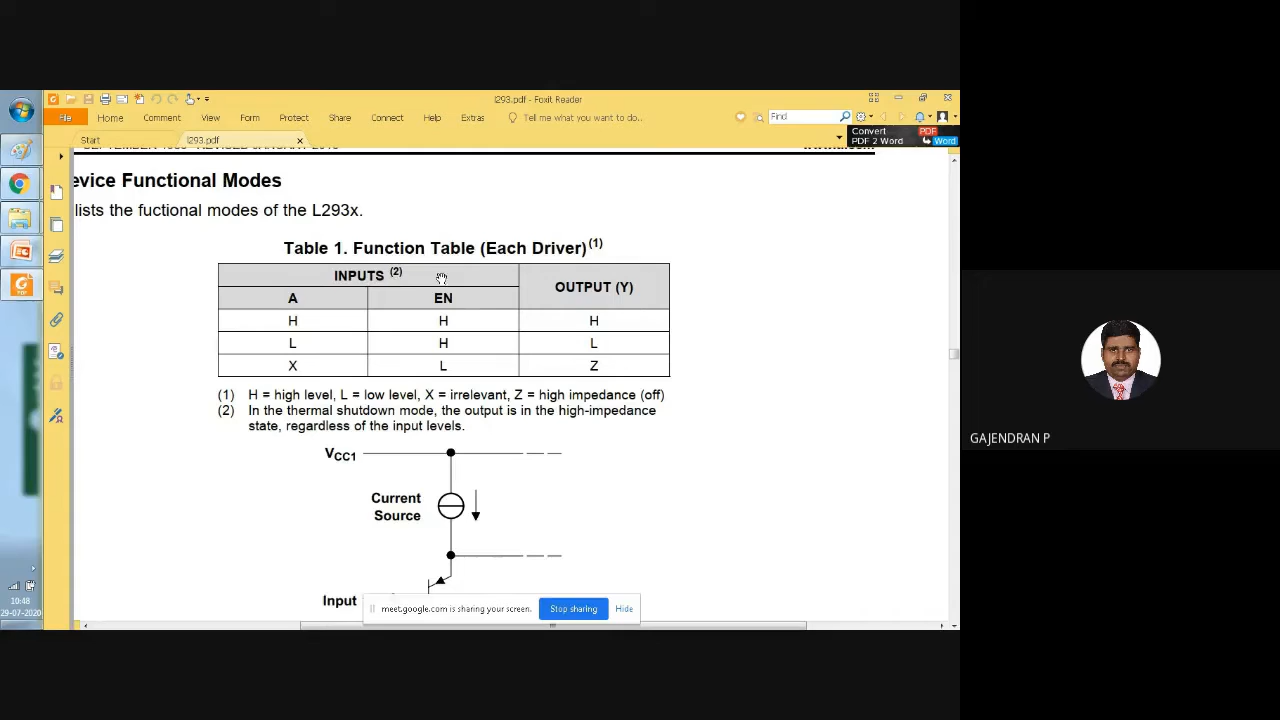 l293.pdf - Foxit Reader
File Home Comment View Form Protect Share Connect Help Extras Tell me what you want to do.. Find
Start l293.pdf
Convert PDF
PDF 2 Word Word
evice Functional Modes
lists the fuctional modes of the L293x.
Table 1. Function Table (Each Driver)(1)
INPUTS (2) OUTPUT (Y)
A EN
H H H
L H L
X L Z
(1) H = high level, L = low level, X = irrelevant, Z = high impedance (off)
(2) In the thermal shutdown mode, the output is in the high-impedance
state, regardless of the input levels.
VCC1
Current
Source
Input
meet.google.com is sharing your screen. Stop sharing Hide
10:48
29-07-2020
GAJENDRAN P